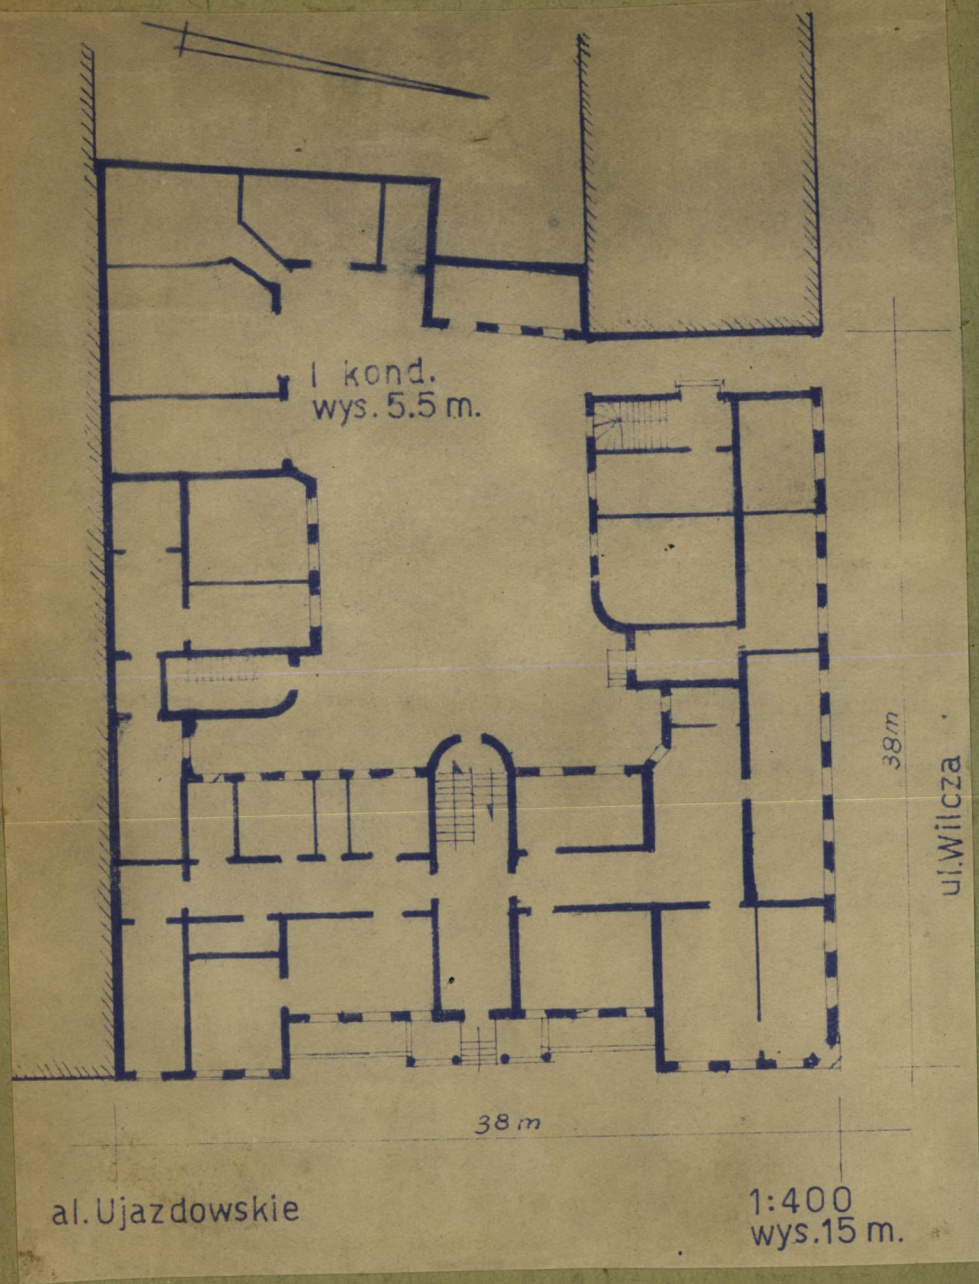 I kond.
wys. 5.5 m.
38 m
ul. Wilcza
38 m
al. Ujazdowskie
1:400
wys. 15 m.